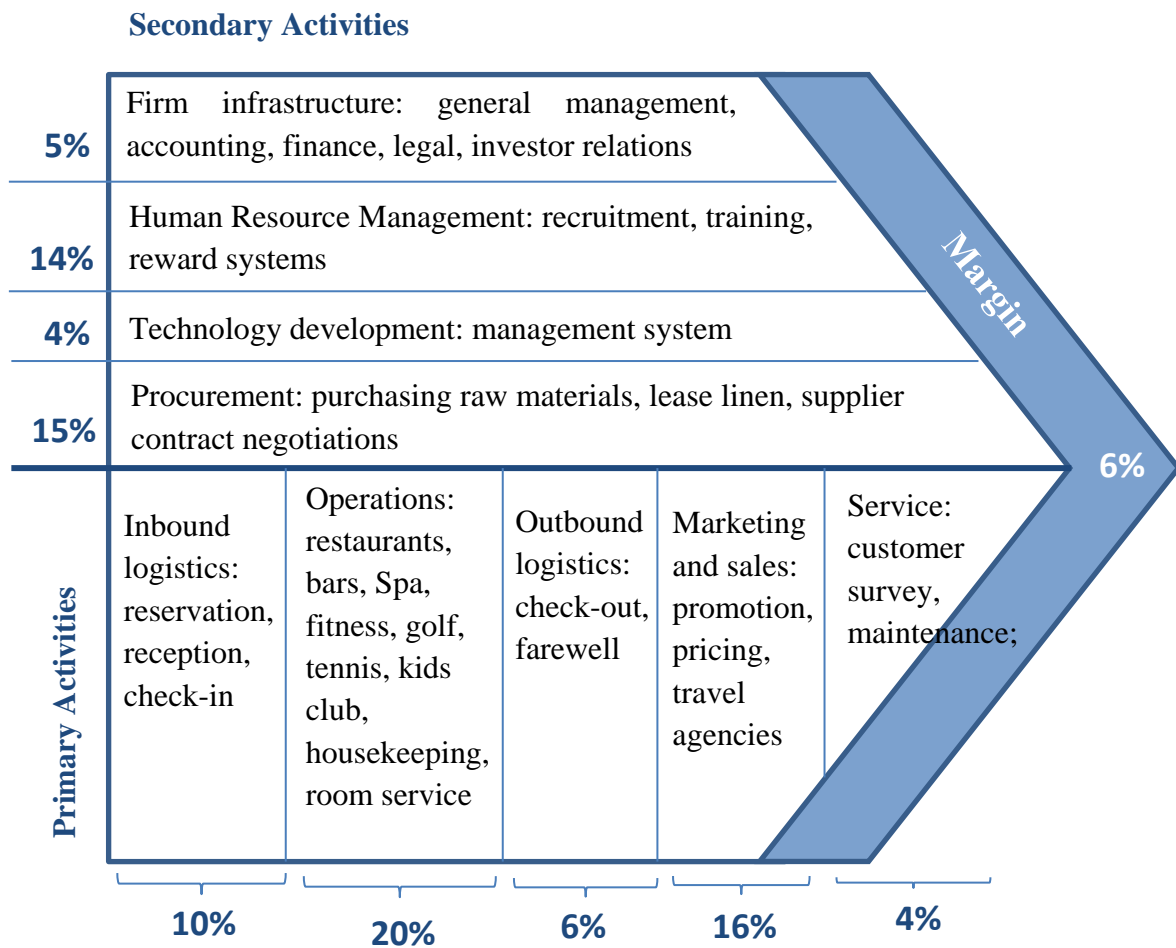 Secondary Activities
5%
Firm infrastructure: general management,
accounting, finance, legal, investor relations
14%
Human Resource Management: recruitment, training,
reward systems
4%
Technology development: management system
15%
Procurement: purchasing raw materials, lease linen, supplier
contract negotiations
Margin
6%
Primary Activities
Inbound
logistics:
reservation,
reception,
check-in
Operations:
restaurants,
bars, Spa,
fitness, golf,
tennis, kids
club,
housekeeping,
room service
Outbound
logistics:
check-out,
farewell
Marketing
and sales:
promotion,
pricing,
travel
agencies
Service:
customer
survey,
maintenance;
10%
20%
6%
16%
4%